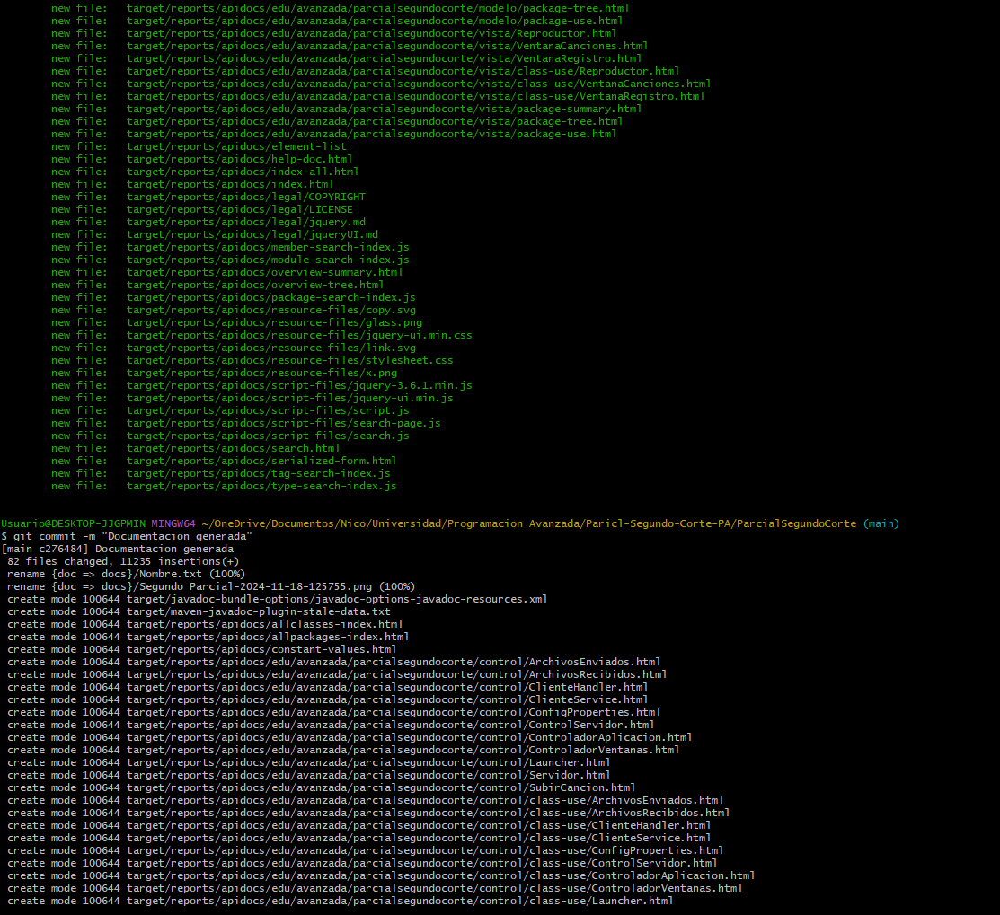 new file:   target/reports/apidocs/edu/avanzada/parcialsegundocorte/modelo/package-tree.html
new file:   target/reports/apidocs/edu/avanzada/parcialsegundocorte/modelo/package-use.html
new file:   target/reports/apidocs/edu/avanzada/parcialsegundocorte/vista/Reproductor.html
new file:   target/reports/apidocs/edu/avanzada/parcialsegundocorte/vista/VentanaCanciones.html
new file:   target/reports/apidocs/edu/avanzada/parcialsegundocorte/vista/VentanaRegistro.html
new file:   target/reports/apidocs/edu/avanzada/parcialsegundocorte/vista/class-use/Reproductor.html
new file:   target/reports/apidocs/edu/avanzada/parcialsegundocorte/vista/class-use/VentanaCanciones.html
new file:   target/reports/apidocs/edu/avanzada/parcialsegundocorte/vista/class-use/VentanaRegistro.html
new file:   target/reports/apidocs/edu/avanzada/parcialsegundocorte/vista/package-summary.html
new file:   target/reports/apidocs/edu/avanzada/parcialsegundocorte/vista/package-tree.html
new file:   target/reports/apidocs/edu/avanzada/parcialsegundocorte/vista/package-use.html
new file:   target/reports/apidocs/element-list
new file:   target/reports/apidocs/help-doc.html
new file:   target/reports/apidocs/index-all.html
new file:   target/reports/apidocs/index.html
new file:   target/reports/apidocs/legal/COPYRIGHT
new file:   target/reports/apidocs/legal/LICENSE
new file:   target/reports/apidocs/legal/jquery.md
new file:   target/reports/apidocs/legal/jqueryUI.md
new file:   target/reports/apidocs/member-search-index.js
new file:   target/reports/apidocs/module-search-index.js
new file:   target/reports/apidocs/overview-summary.html
new file:   target/reports/apidocs/overview-tree.html
new file:   target/reports/apidocs/package-search-index.js
new file:   target/reports/apidocs/resource-files/copy.svg
new file:   target/reports/apidocs/resource-files/glass.png
new file:   target/reports/apidocs/resource-files/jquery-ui.min.css
new file:   target/reports/apidocs/resource-files/link.svg
new file:   target/reports/apidocs/resource-files/stylesheet.css
new file:   target/reports/apidocs/resource-files/x.png
new file:   target/reports/apidocs/script-files/jquery-3.6.1.min.js
new file:   target/reports/apidocs/script-files/jquery-ui.min.js
new file:   target/reports/apidocs/script-files/script.js
new file:   target/reports/apidocs/script-files/search-page.js
new file:   target/reports/apidocs/script-files/search.js
new file:   target/reports/apidocs/search.html
new file:   target/reports/apidocs/serialized-form.html
new file:   target/reports/apidocs/tag-search-index.js
new file:   target/reports/apidocs/type-search-index.js
Usuario@DESKTOP-JJGPMIN MINGW64 ~/OneDrive/Documentos/Nico/Universidad/Programacion Avanzada/Paricl-Segundo-Corte-PA/ParcialSegundoCorte (main)
$ git commit -m "Documentacion generada"
[main c276484] Documentacion generada
82 files changed, 11235 insertions(+)
rename {doc => docs}/Nombre.txt (100%)
rename {doc => docs}/Segundo Parcial-2024-11-18-125755.png (100%)
create mode 100644 target/javadoc-bundle-options/javadoc-options-javadoc-resources.xml
create mode 100644 target/maven-javadoc-plugin-stale-data.txt
create mode 100644 target/reports/apidocs/allclasses-index.html
create mode 100644 target/reports/apidocs/allpackages-index.html
create mode 100644 target/reports/apidocs/constant-values.html
create mode 100644 target/reports/apidocs/edu/avanzada/parcialsegundocorte/control/ArchivosEnviados.html
create mode 100644 target/reports/apidocs/edu/avanzada/parcialsegundocorte/control/ArchivosRecibidos.html
create mode 100644 target/reports/apidocs/edu/avanzada/parcialsegundocorte/control/ClienteHandler.html
create mode 100644 target/reports/apidocs/edu/avanzada/parcialsegundocorte/control/ClienteService.html
create mode 100644 target/reports/apidocs/edu/avanzada/parcialsegundocorte/control/ConfigProperties.html
create mode 100644 target/reports/apidocs/edu/avanzada/parcialsegundocorte/control/ControlServidor.html
create mode 100644 target/reports/apidocs/edu/avanzada/parcialsegundocorte/control/ControladorAplicacion.html
create mode 100644 target/reports/apidocs/edu/avanzada/parcialsegundocorte/control/ControladorVentanas.html
create mode 100644 target/reports/apidocs/edu/avanzada/parcialsegundocorte/control/Launcher.html
create mode 100644 target/reports/apidocs/edu/avanzada/parcialsegundocorte/control/Servidor.html
create mode 100644 target/reports/apidocs/edu/avanzada/parcialsegundocorte/control/SubirCancion.html
create mode 100644 target/reports/apidocs/edu/avanzada/parcialsegundocorte/control/class-use/ArchivosEnviados.html
create mode 100644 target/reports/apidocs/edu/avanzada/parcialsegundocorte/control/class-use/ArchivosRecibidos.html
create mode 100644 target/reports/apidocs/edu/avanzada/parcialsegundocorte/control/class-use/ClienteHandler.html
create mode 100644 target/reports/apidocs/edu/avanzada/parcialsegundocorte/control/class-use/ClienteService.html
create mode 100644 target/reports/apidocs/edu/avanzada/parcialsegundocorte/control/class-use/ConfigProperties.html
create mode 100644 target/reports/apidocs/edu/avanzada/parcialsegundocorte/control/class-use/ControlServidor.html
create mode 100644 target/reports/apidocs/edu/avanzada/parcialsegundocorte/control/class-use/ControladorAplicacion.html
create mode 100644 target/reports/apidocs/edu/avanzada/parcialsegundocorte/control/class-use/ControladorVentanas.html
create mode 100644 target/reports/apidocs/edu/avanzada/parcialsegundocorte/control/class-use/Launcher.html